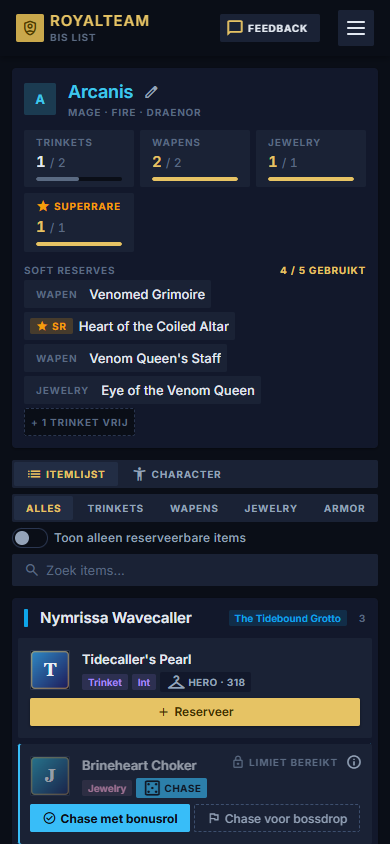 ROYALTEAM
BIS LIST
FEEDBACK
A
Arcanis
MAGE · FIRE · DRAENOR
TRINKETS
1 / 2
WAPENS
2 / 2
JEWELRY
1 / 1
SUPERRARE
1 / 1
SOFT RESERVES
4 / 5 GEBRUIKT
WAPEN Venomed Grimoire
SR Heart of the Coiled Altar
WAPEN Venom Queen's Staff
JEWELRY Eye of the Venom Queen
+ 1 TRINKET VRIJ
ITEMLIJST CHARACTER
ALLES TRINKETS WAPENS JEWELRY ARMOR
Toon alleen reserveerbare items
Zoek items...
Nymrissa Wavecaller The Tidebound Grotto 3
T
Tidecaller's Pearl
Trinket Int HERO · 318
+ Reserveer
J
Brineheart Choker
LIMIET BEREIKT
Jewelry CHASE
Chase met bonusrol Chase voor bossdrop